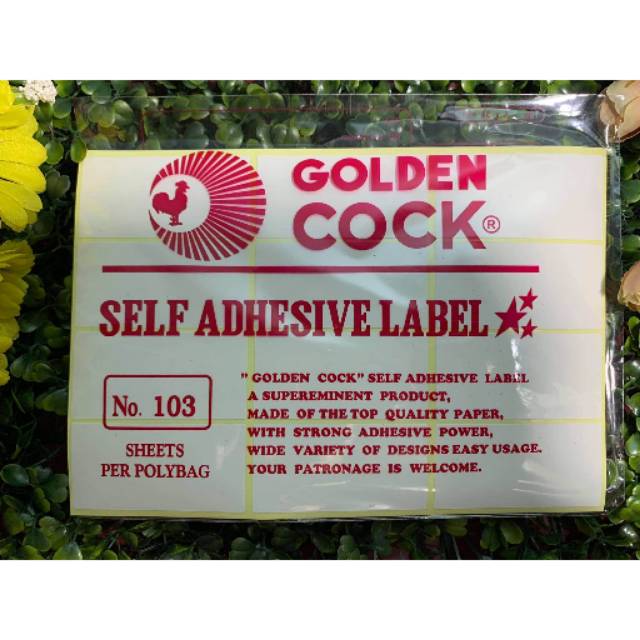 GOLDEN
COCK®
SELF ADHESIVE LABEL
No. 103
SHEETS
PER POLYBAG
" GOLDEN COCK" SELF ADHESIVE LABEL
A SUPEREMINENT PRODUCT,
MADE OF THE TOP QUALITY PAPER,
WITH STRONG ADHESIVE POWER,
WIDE VARIETY OF DESIGNS EASY USAGE.
YOUR PATRONAGE IS WELCOME.